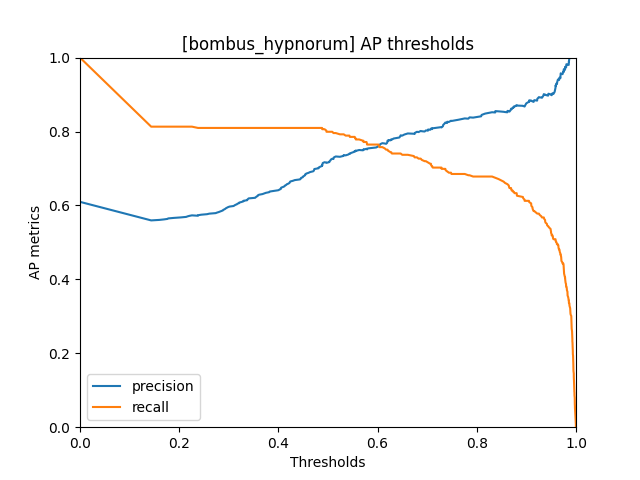 [bombus_hypnorum] AP thresholds
1.0
0.8
0.6
0.4
0.2
0.0
AP metrics
precision
recall
0.0 0.2 0.4 0.6 0.8 1.0
Thresholds